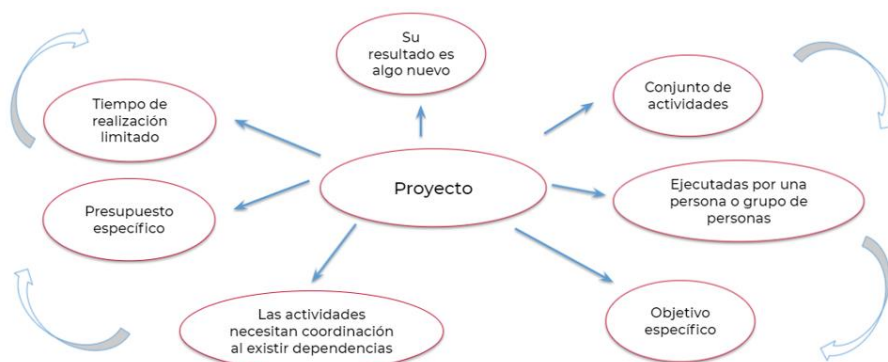 Su
resultado es
algo nuevo
Conjunto de
actividades
Tiempo de
realización
limitado
Proyecto
Ejecutadas por una
persona o grupo de
personas
Presupuesto
específico
Las actividades
necesitan coordinación
al existir dependencias
Objetivo
específico